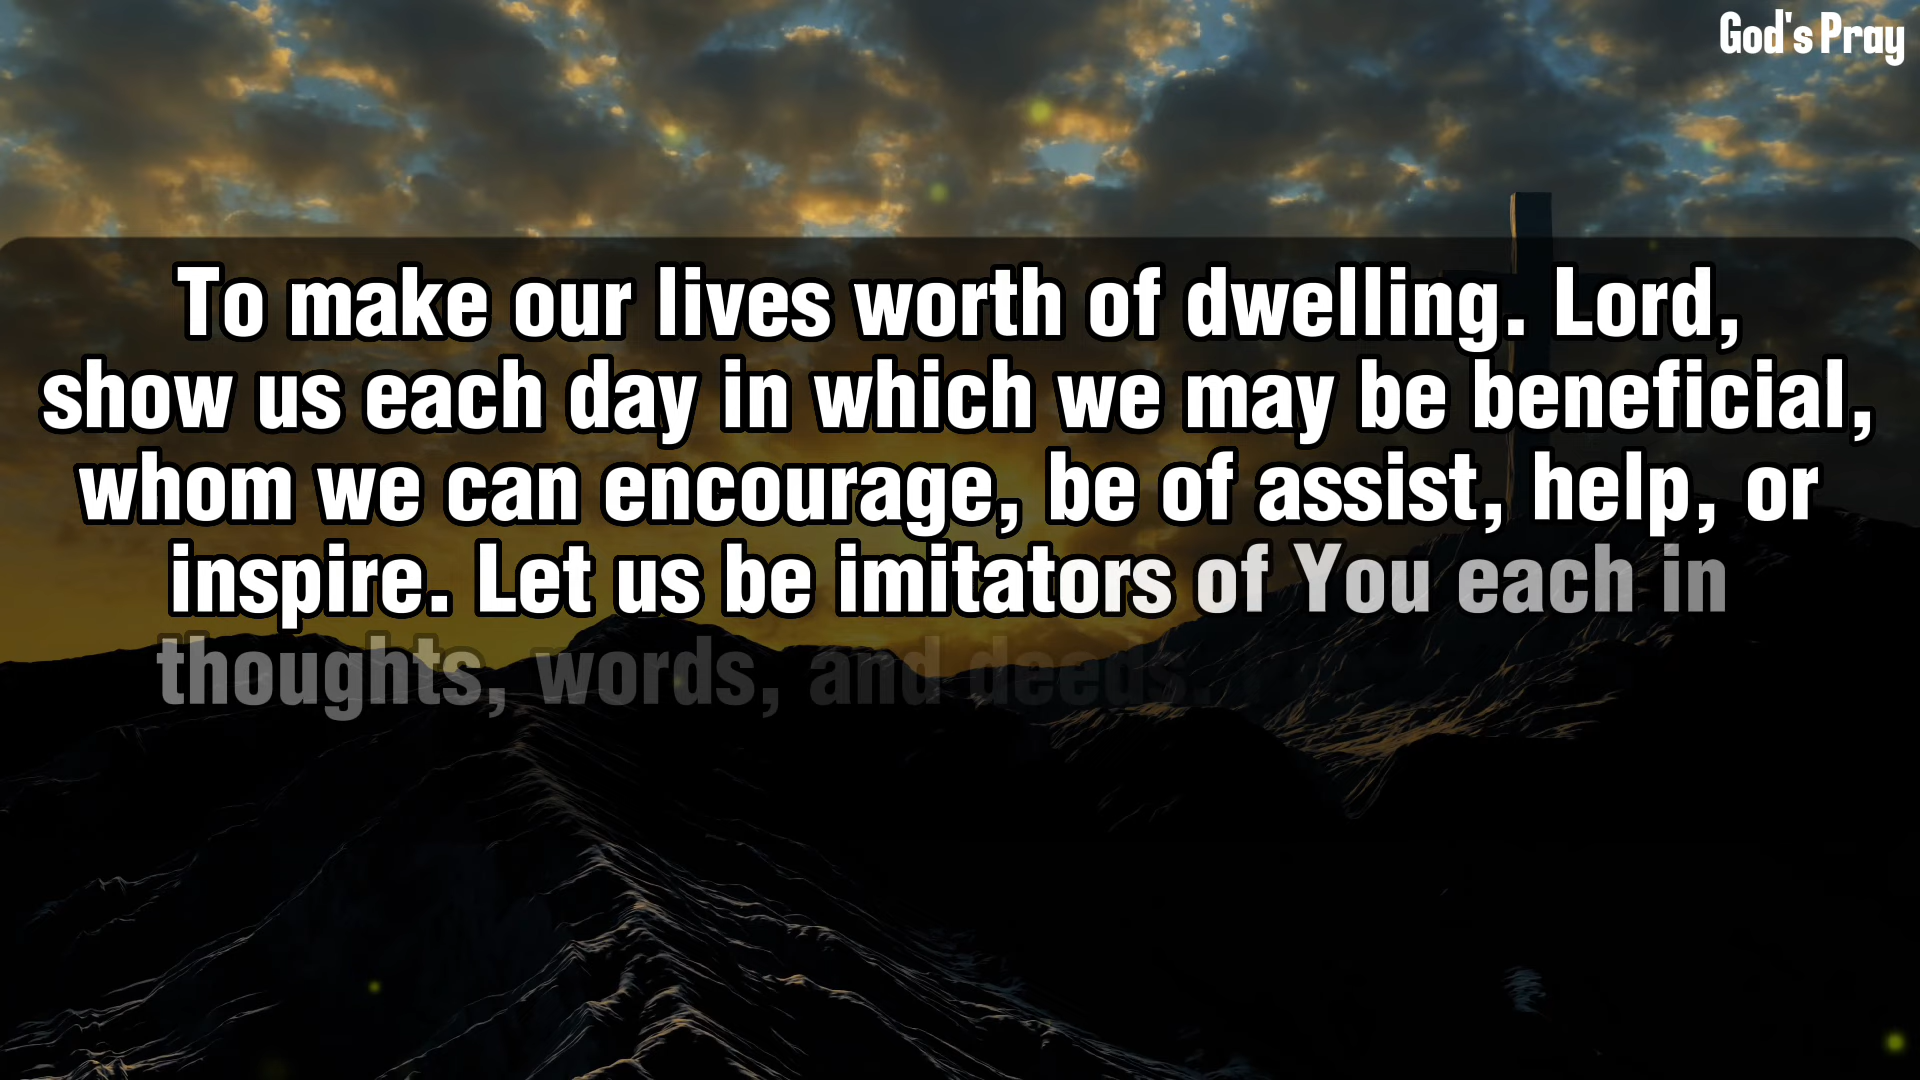 God's Pray
To make our lives worth of dwelling. Lord,
show us each day in which we may be beneficial,
whom we can encourage, be of assist, help, or
inspire. Let us be imitators of You each in
thoughts, words, and deeds.